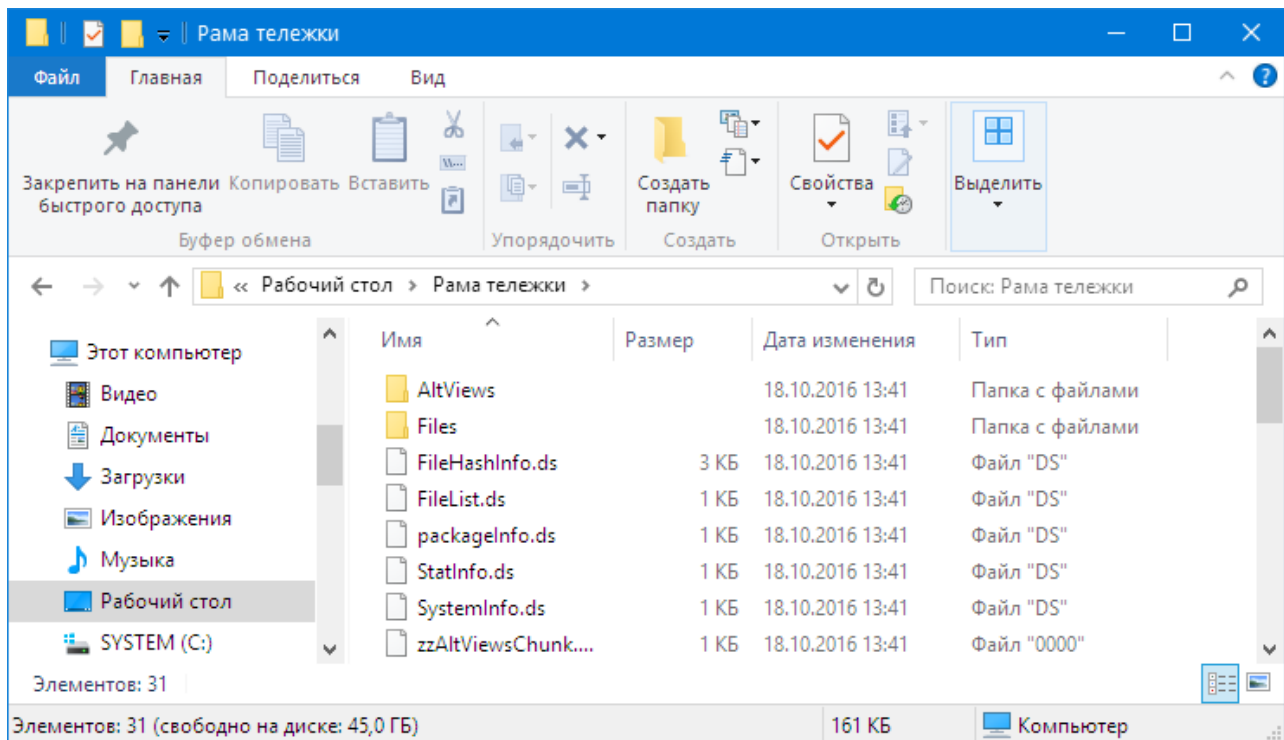 Рама тележки
Файл Главная Поделиться Вид
Закрепить на панели быстрого доступа
Копировать
Вставить
Буфер обмена
Упорядочить
Создать папку
Создать
Свойства
Открыть
Выделить
« Рабочий стол › Рама тележки ›
Поиск: Рама тележки
Этот компьютер
Видео
Документы
Загрузки
Изображения
Музыка
Рабочий стол
SYSTEM (C:)
Имя Размер Дата изменения Тип
AltViews 18.10.2016 13:41 Папка с файлами
Files 18.10.2016 13:41 Папка с файлами
FileHashInfo.ds 3 КБ 18.10.2016 13:41 Файл "DS"
FileList.ds 1 КБ 18.10.2016 13:41 Файл "DS"
packageInfo.ds 1 КБ 18.10.2016 13:41 Файл "DS"
StatInfo.ds 1 КБ 18.10.2016 13:41 Файл "DS"
SystemInfo.ds 1 КБ 18.10.2016 13:41 Файл "DS"
zzAltViewsChunk.... 1 КБ 18.10.2016 13:41 Файл "0000"
Элементов: 31
Элементов: 31 (свободно на диске: 45,0 ГБ) 161 КБ Компьютер